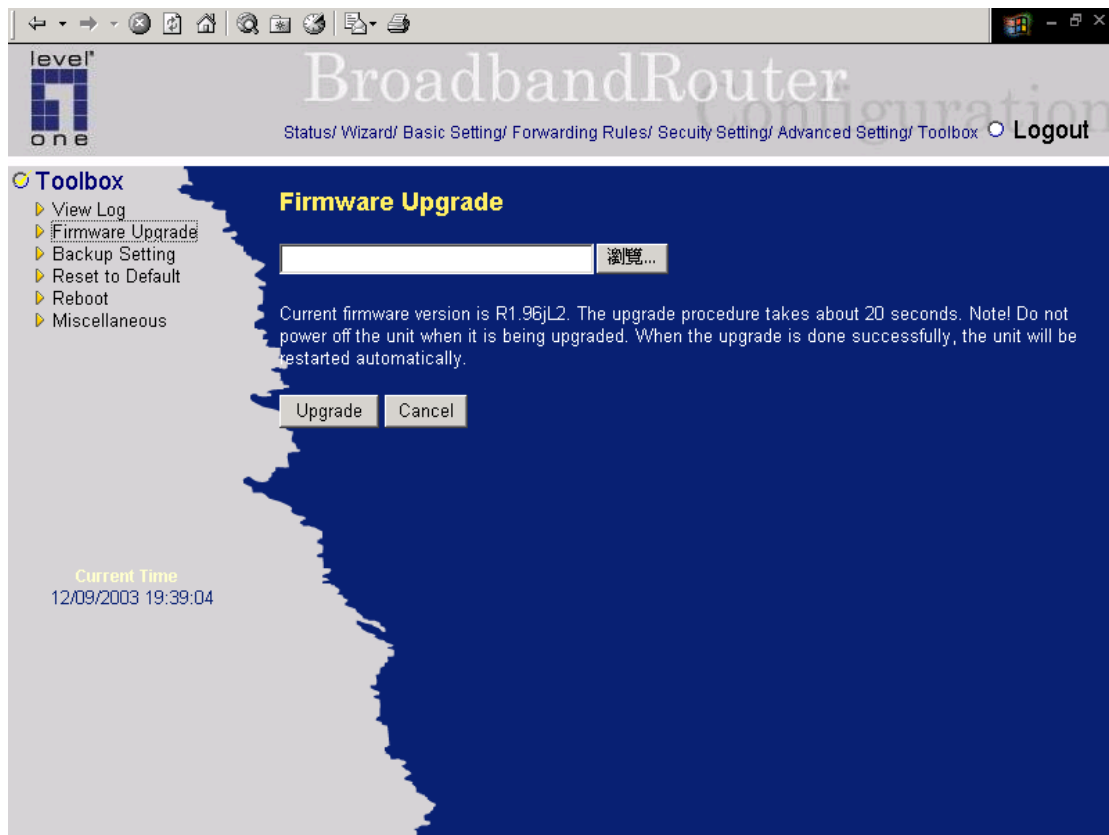 level
one
BroadbandRouter
Configuration
Status/ Wizard/ Basic Setting/ Forwarding Rules/ Secuity Setting/ Advanced Setting/ Toolbox Logout
Toolbox
View Log
Firmware Upgrade
Backup Setting
Reset to Default
Reboot
Miscellaneous
Current Time
12/09/2003 19:39:04
Firmware Upgrade
瀏覽...
Current firmware version is R1.96jL2. The upgrade procedure takes about 20 seconds. Note! Do not
power off the unit when it is being upgraded. When the upgrade is done successfully, the unit will be
restarted automatically.
Upgrade Cancel